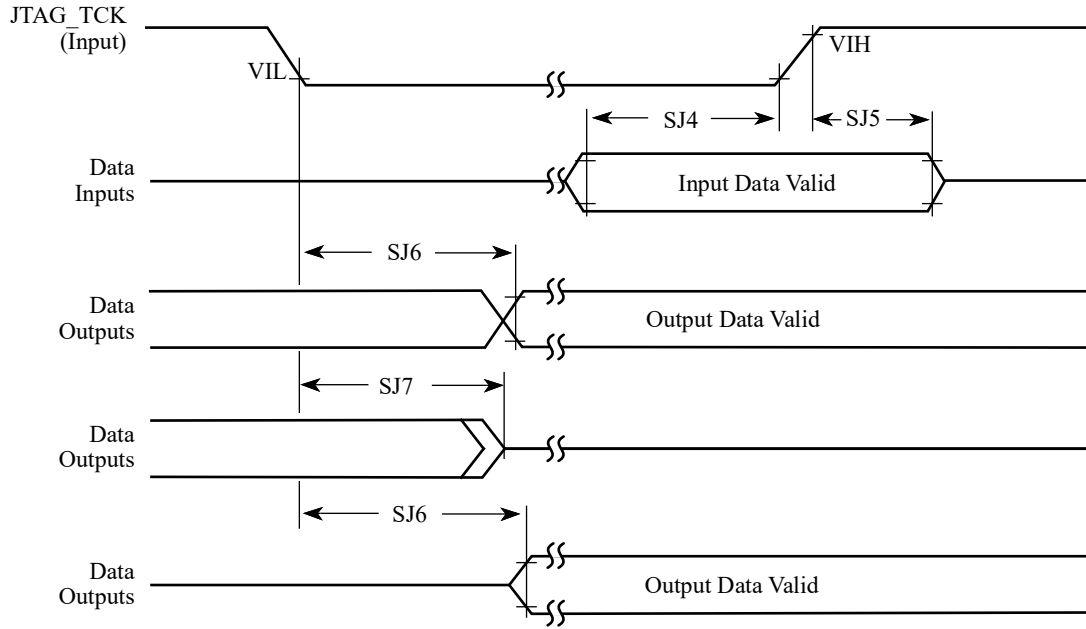 JTAG_TCK
(Input)
VIL
VIH
SJ4
SJ5
Data
Inputs
Input Data Valid
SJ6
Data
Outputs
Output Data Valid
SJ7
Data
Outputs
SJ6
Data
Outputs
Output Data Valid